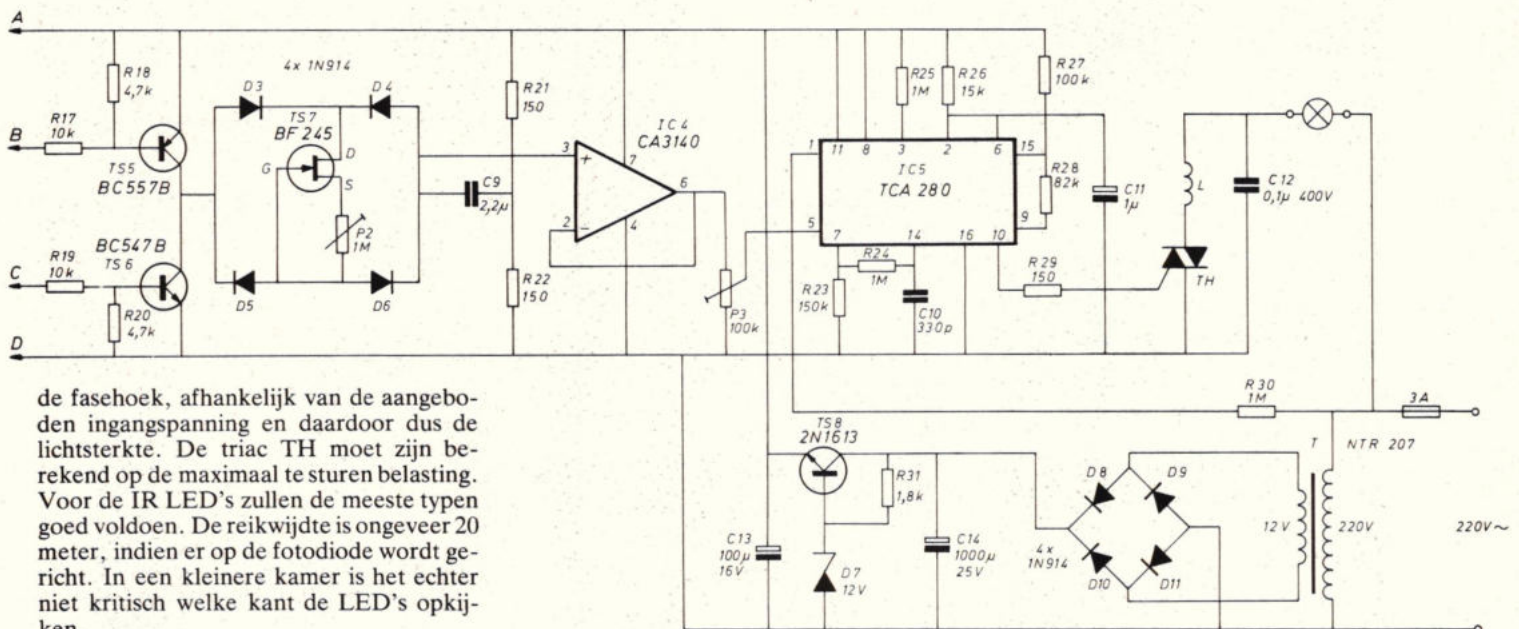 A
R18
4,7k
R17
10k
B
TS5
BC557B
BC547B
TS6
R19
10k
C
R20
4,7k
D
4x 1N914
D3
D4
TS7
BF 245
G
D
S
P2
1M
D5
D6
C9
2,2µ
R21
150
R22
150
IC4
CA3140
3
+
7
6
2
-
4
P3
100k
1
11
8
3
2
6
15
IC5
TCA 280
5
7
14
16
10
9
R25
1M
R26
15k
R27
100k
R28
82k
R24
1M
R23
150k
C10
330p
R29
150
C11
1µ
L
C12
0,1µ 400V
TH
R30
1M
3A
TS8
2N1613
R31
1,8k
C13
100µ
16V
D7
12V
C14
1000µ
25V
D8
D9
D10
D11
4x
1N914
T
NTR 207
12V
220V
220V~
de fasehoek, afhankelijk van de aangebo-
den ingangspanning en daardoor dus de
lichtsterkte. De triac TH moet zijn be-
rekend op de maximaal te sturen belasting.
Voor de IR LED's zullen de meeste typen
goed voldoen. De reikwijdte is ongeveer 20
meter, indien er op de fotodiode wordt ge-
richt. In een kleinere kamer is het echter
niet kritisch welke kant de LED's opkij-
ken.